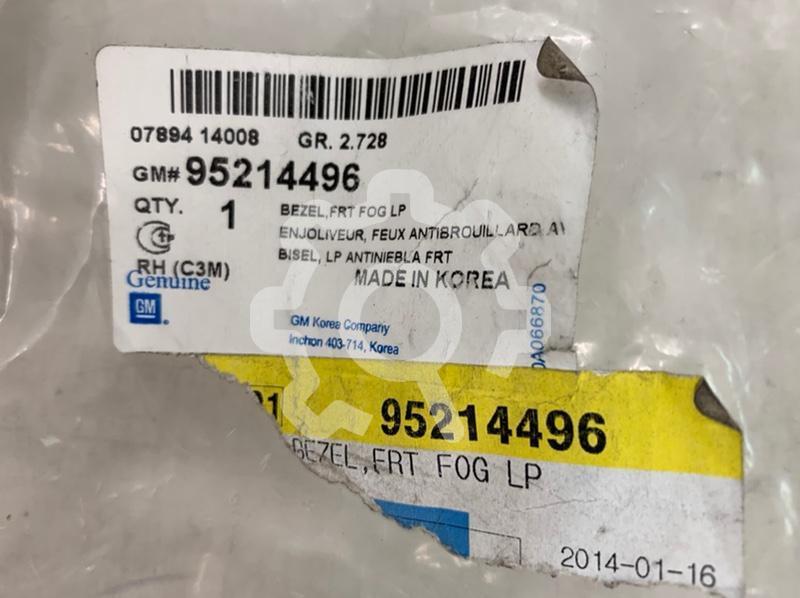 07894 14008 GR. 2.728
GM# 95214496
QTY. 1
BEZEL,FRT FOG LP
ENJOLIVEUR, FEUX ANTIBROUILLARD AV
BISEL, LP ANTINIEBLA FRT
RH (C3M)
MADE IN KOREA
Genuine
GM
GM Korea Company
Inchon 403-714, Korea
0A066870
95214496
BEZEL,FRT FOG LP
2014-01-16